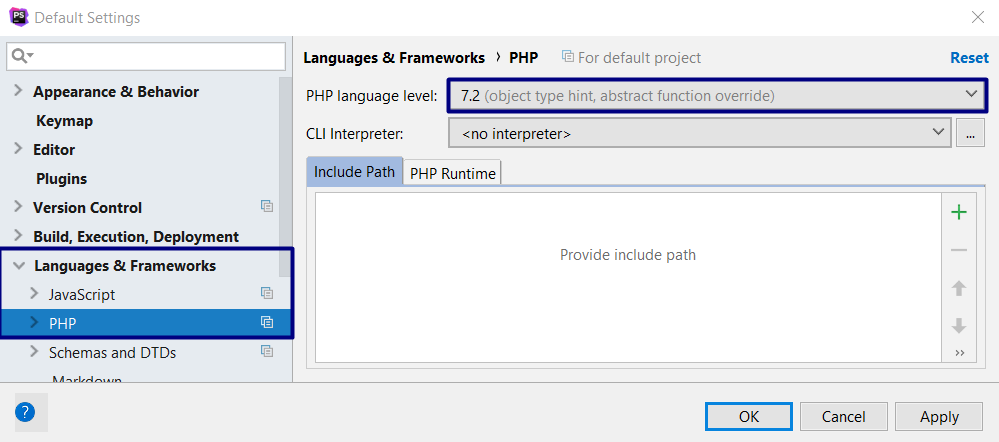 PS
Default Settings
Languages & Frameworks › PHP
For default project
Reset
Appearance & Behavior
Keymap
Editor
Plugins
Version Control
Build, Execution, Deployment
Languages & Frameworks
JavaScript
PHP
Schemas and DTDs
Markdown
PHP language level:
7.2 (object type hint, abstract function override)
CLI Interpreter:
<no interpreter>
...
Include Path
PHP Runtime
Provide include path
»
?
OK
Cancel
Apply